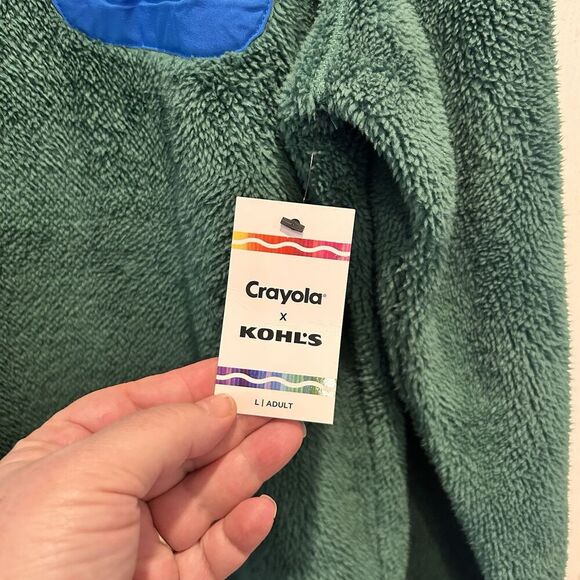 Crayola®
X
KOHL'S
L | ADULT